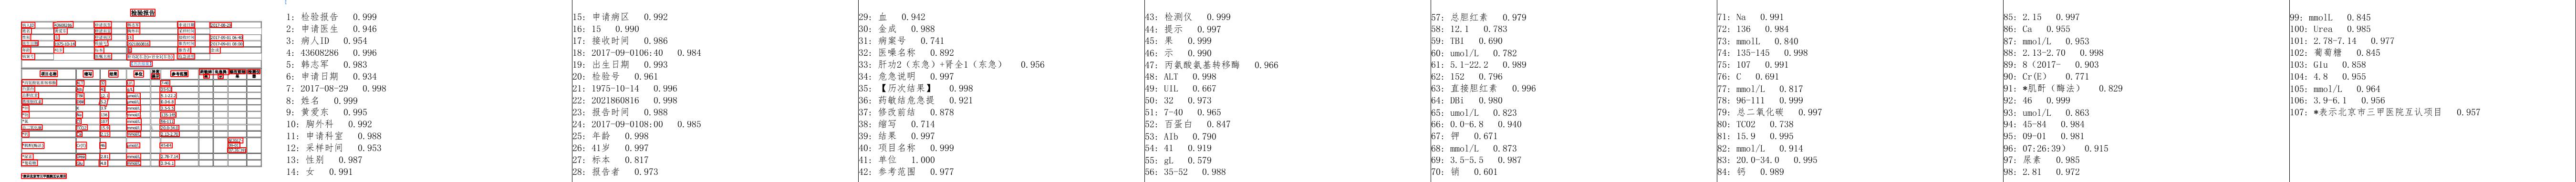 检验报告
1: 检验报告 0.999
2: 申请医生 0.946
3: 病人ID 0.954
4: 43608286 0.996
5: 韩志军 0.983
6: 申请日期 0.934
7: 2017-08-29 0.998
8: 姓名 0.999
9: 黄爱东 0.995
10: 胸外科 0.992
11: 申请科室 0.988
12: 采样时间 0.953
13: 性别 0.987
14: 女 0.991
15: 申请病区 0.992
16: 15 0.990
17: 接收时间 0.986
18: 2017-09-0106:40 0.984
19: 出生日期 0.993
20: 检验号 0.961
21: 1975-10-14 0.996
22: 2021860816 0.998
23: 报告时间 0.988
24: 2017-09-0108:00 0.985
25: 年龄 0.998
26: 41岁 0.997
27: 标本 0.817
28: 报告者 0.973
29: 血 0.942
30: 金成 0.988
31: 病案号 0.741
32: 医嘱名称 0.892
33: 肝功2（东急）+肾全1（东急） 0.956
34: 危急说明 0.997
35: 【历次结果】 0.998
36: 药敏结危急提 0.921
37: 修改前结 0.878
38: 缩写 0.714
39: 结果 0.997
40: 项目名称 0.999
41: 单位 1.000
42: 参考范围 0.977
43: 检测仪 0.999
44: 提示 0.997
45: 果 0.999
46: 示 0.990
47: 丙氨酸氨基转移酶 0.966
48: ALT 0.998
49: U1L 0.667
50: 32 0.973
51: 7-40 0.965
52: 百蛋白 0.847
53: AIb 0.790
54: 41 0.919
55: gL 0.579
56: 35-52 0.988
57: 总胆红素 0.979
58: 12.1 0.783
59: TB1 0.690
60: umol/L 0.782
61: 5.1-22.2 0.989
62: 152 0.796
63: 直接胆红素 0.996
64: DBi 0.980
65: umol/L 0.823
66: 0.0-6.8 0.940
67: 钾 0.671
68: mmol/L 0.873
69: 3.5-5.5 0.987
70: 销 0.601
71: Na 0.991
72: 136 0.984
73: mmo1L 0.840
74: 135-145 0.998
75: 107 0.991
76: C 0.691
77: mmol/L 0.817
78: 96-111 0.999
79: 总二氧化碳 0.997
80: TCO2 0.738
81: 15.9 0.995
82: mmol/L 0.914
83: 20.0-34.0 0.995
84: 钙 0.989
85: 2.15 0.997
86: Ca 0.955
87: mmol/L 0.953
88: 2.13-2.70 0.998
89: 8（2017- 0.903
90: Cr(E) 0.771
91: *肌酐（酶法） 0.829
92: 46 0.999
93: umol/L 0.863
94: 45-84 0.984
95: 09-01 0.981
96: 07:26:39） 0.915
97: 尿素 0.985
98: 2.81 0.972
99: mmolL 0.845
100: Urea 0.985
101: 2.78-7.14 0.977
102: 葡萄糖 0.845
103: Glu 0.858
104: 4.8 0.955
105: mmol/L 0.964
106: 3.9-6.1 0.956
107: *表示北京市三甲医院互认项目 0.957